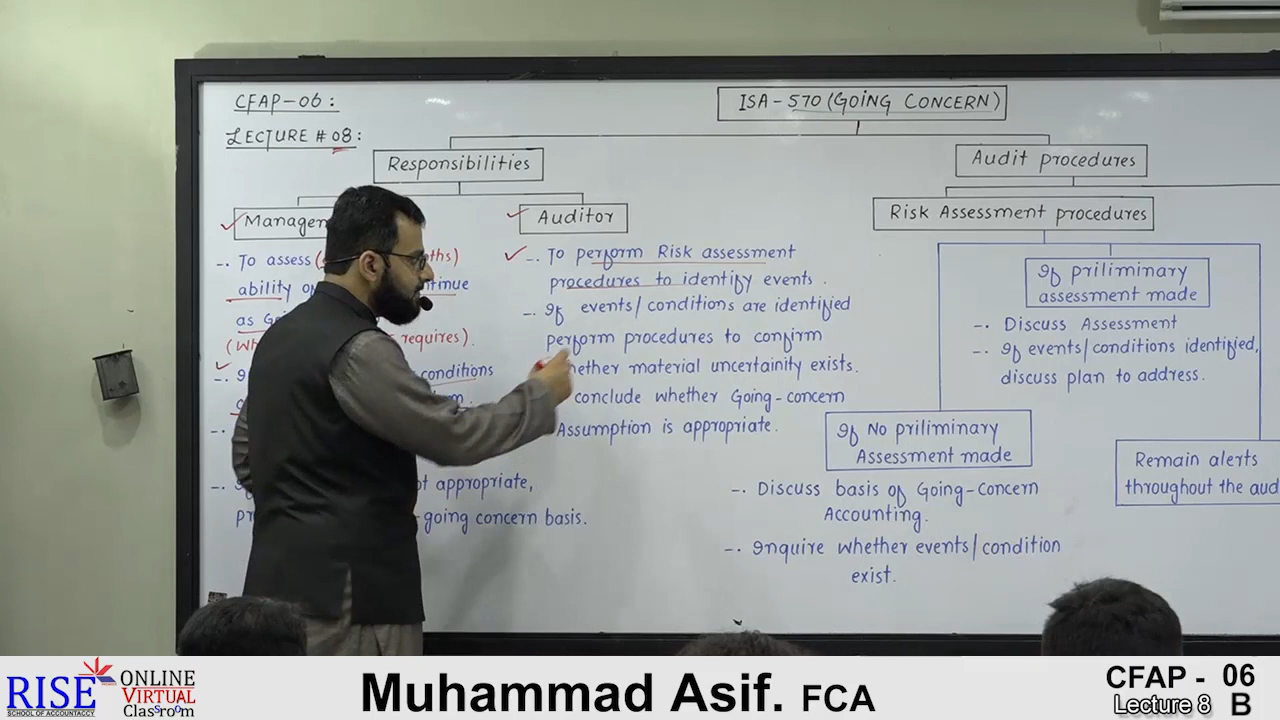 CFAP-06:
LECTURE # 08:
ISA-570 (GOING CONCERN)
Responsibilities
Audit procedures
Auditor
Risk Assessment procedures
-. To assess
ability
-. To perform Risk assessment
procedures to identify events.
-. If events/conditions are identified
perform procedures to confirm
material uncertainity exists.
conclude whether Going-concern
Assumption is appropriate.
requires).
conditions
appropriate,
going concern basis.
If priliminary
assessment made
-. Discuss Assessment
-. If events/conditions identified,
discuss plan to address.
If No priliminary
Assessment made
-. Discuss basis of Going-Concern
Accounting.
-. Inquire whether events/condition
exist.
Remain alerts
throughout the
RISE
SCHOOL OF ACCOUNTANCY
ONLINE
VIRTUAL
Classroom
Muhammad Asif. FCA
CFAP - 06
Lecture 8 B